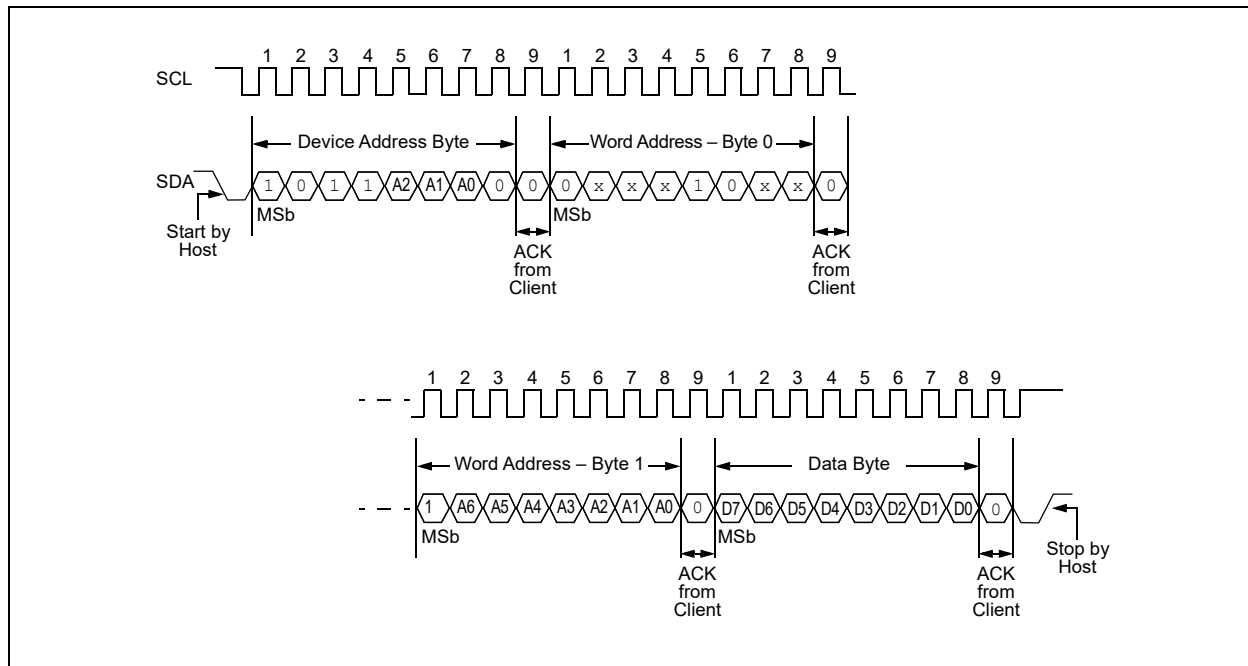 1 2 3 4 5 6 7 8 9 1 2 3 4 5 6 7 8 9
SCL
Device Address Byte
Word Address – Byte 0
SDA
1 0 1 1 A2 A1 A0 0 0 0 x x x 1 0 x x 0
MSb
MSb
Start by
Host
ACK
from
Client
ACK
from
Client
1 2 3 4 5 6 7 8 9 1 2 3 4 5 6 7 8 9
Word Address – Byte 1
Data Byte
1 A6 A5 A4 A3 A2 A1 A0 0 D7 D6 D5 D4 D3 D2 D1 D0 0
MSb
MSb
Stop by
Host
ACK
from
Client
ACK
from
Client